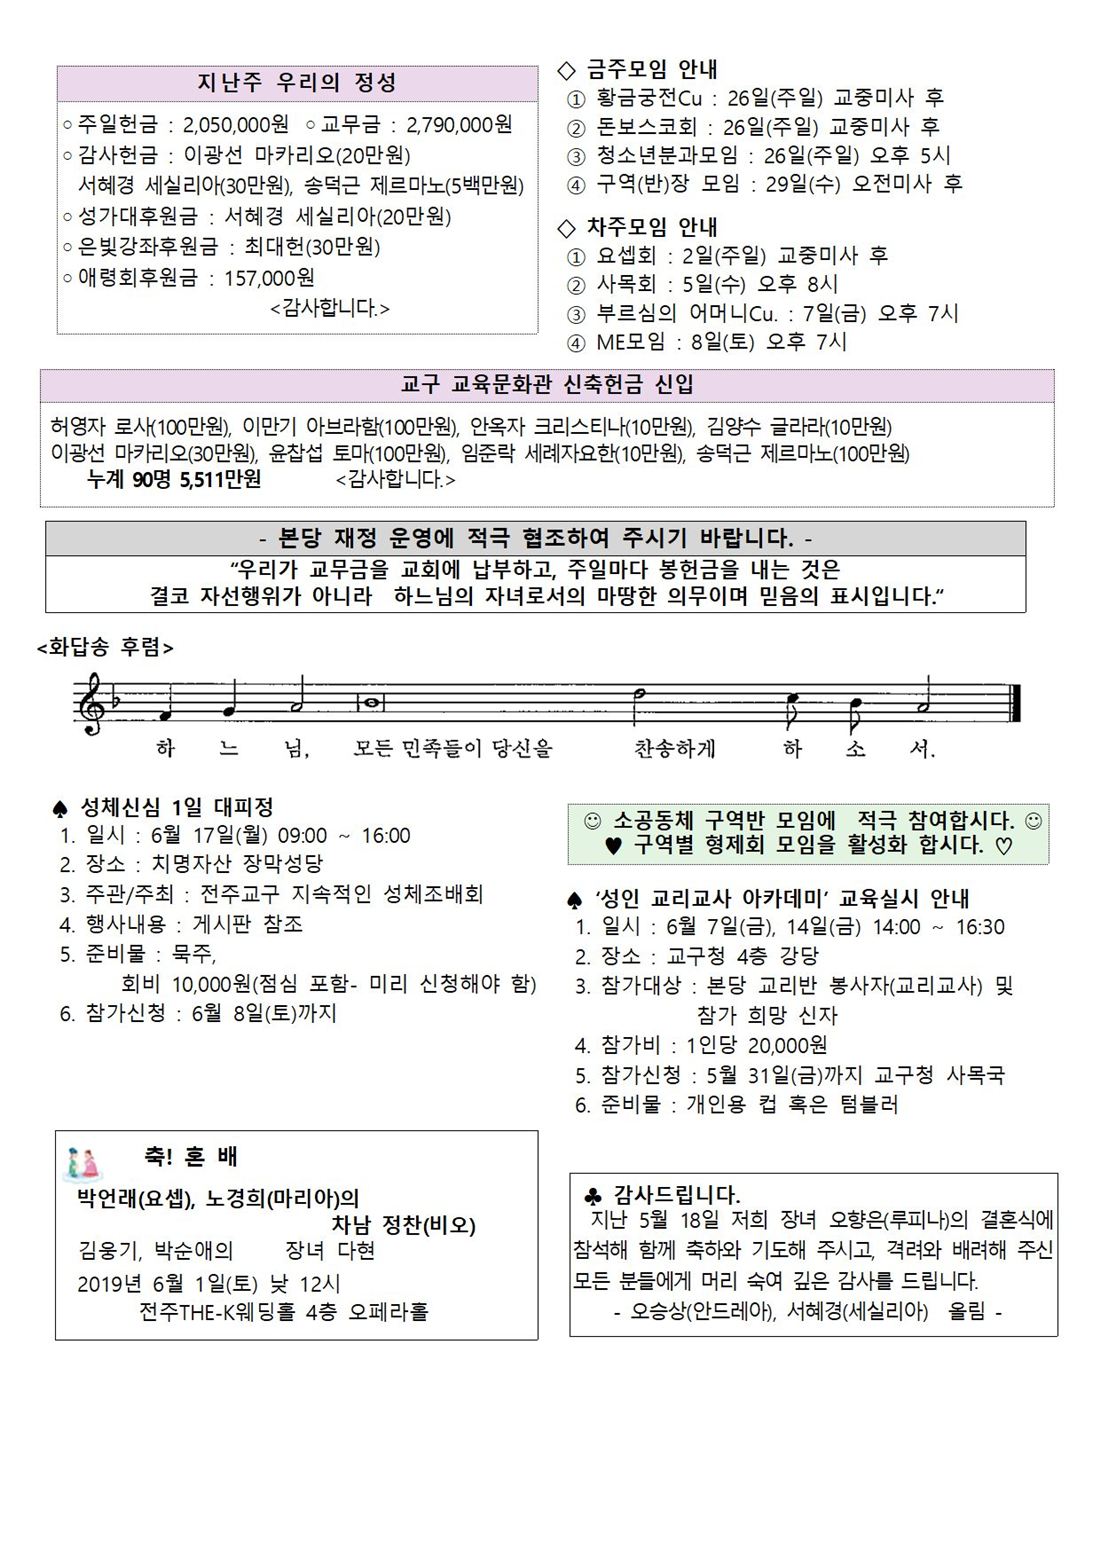 지난주 우리의 정성
○ 주일헌금 : 2,050,000원 ○ 교무금 : 2,790,000원
○ 감사헌금 : 이광선 마카리오(20만원)
서혜경 세실리아(30만원), 송덕근 제르마노(5백만원)
○ 성가대후원금 : 서혜경 세실리아(20만원)
○ 은빛강좌후원금 : 최대헌(30만원)
○ 애령회후원금 : 157,000원
<감사합니다.>
◇ 금주모임 안내
① 황금궁전Cu : 26일(주일) 교중미사 후
② 돈보스코회 : 26일(주일) 교중미사 후
③ 청소년분과모임 : 26일(주일) 오후 5시
④ 구역(반)장 모임 : 29일(수) 오전미사 후
◇ 차주모임 안내
① 요셉회 : 2일(주일) 교중미사 후
② 사목회 : 5일(수) 오후 8시
③ 부르심의 어머니Cu. : 7일(금) 오후 7시
④ ME모임 : 8일(토) 오후 7시
교구 교육문화관 신축헌금 신입
허영자 로사(100만원), 이만기 아브라함(100만원), 안옥자 크리스티나(10만원), 김양수 글라라(10만원)
이광선 마카리오(30만원), 윤찹섭 토마(100만원), 임준락 세례자요한(10만원), 송덕근 제르마노(100만원)
누계 90명 5,511만원 <감사합니다.>
- 본당 재정 운영에 적극 협조하여 주시기 바랍니다. -
“우리가 교무금을 교회에 납부하고, 주일마다 봉헌금을 내는 것은
결코 자선행위가 아니라 하느님의 자녀로서의 마땅한 의무이며 믿음의 표시입니다.“
<화답송 후렴>
하 느 님, 모든 민족들이 당신을 찬송하게 하 소 서.
♠ 성체신심 1일 대피정
1. 일시 : 6월 17일(월) 09:00 ~ 16:00
2. 장소 : 치명자산 장막성당
3. 주관/주최 : 전주교구 지속적인 성체조배회
4. 행사내용 : 게시판 참조
5. 준비물 : 묵주,
회비 10,000원(점심 포함- 미리 신청해야 함)
6. 참가신청 : 6월 8일(토)까지
☺ 소공동체 구역반 모임에 적극 참여합시다. ☺
♥ 구역별 형제회 모임을 활성화 합시다. ♡
♠ ‘성인 교리교사 아카데미’ 교육실시 안내
1. 일시 : 6월 7일(금), 14일(금) 14:00 ~ 16:30
2. 장소 : 교구청 4층 강당
3. 참가대상 : 본당 교리반 봉사자(교리교사) 및
참가 희망 신자
4. 참가비 : 1인당 20,000원
5. 참가신청 : 5월 31일(금)까지 교구청 사목국
6. 준비물 : 개인용 컵 혹은 텀블러
축! 혼 배
박언래(요셉), 노경희(마리아)의
차남 정찬(비오)
김웅기, 박순애의 장녀 다현
2019년 6월 1일(토) 낮 12시
전주THE-K웨딩홀 4층 오페라홀
♣ 감사드립니다.
지난 5월 18일 저희 장녀 오향은(루피나)의 결혼식에
참석해 함께 축하와 기도해 주시고, 격려와 배려해 주신
모든 분들에게 머리 숙여 깊은 감사를 드립니다.
- 오승상(안드레아), 서혜경(세실리아) 올림 -